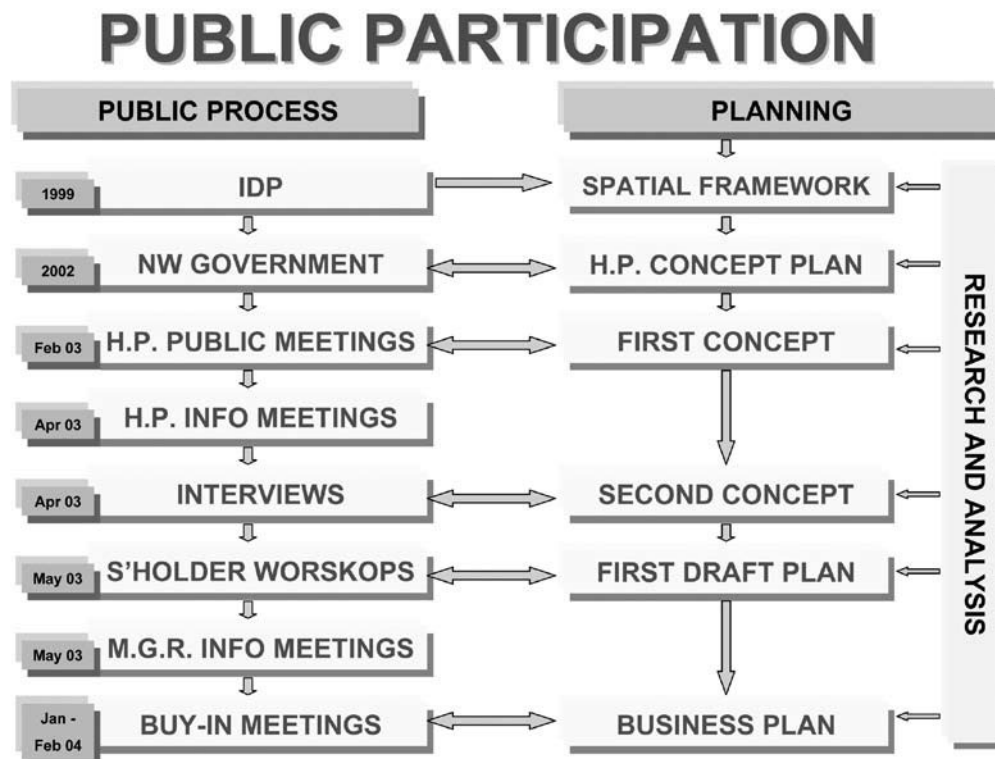 PUBLIC PARTICIPATION
PUBLIC PROCESS
PLANNING
1999
IDP
SPATIAL FRAMEWORK
2002
NW GOVERNMENT
H.P. CONCEPT PLAN
Feb 03
H.P. PUBLIC MEETINGS
FIRST CONCEPT
Apr 03
H.P. INFO MEETINGS
Apr 03
INTERVIEWS
SECOND CONCEPT
May 03
S'HOLDER WORSKOPS
FIRST DRAFT PLAN
May 03
M.G.R. INFO MEETINGS
Jan -
Feb 04
BUY-IN MEETINGS
BUSINESS PLAN
RESEARCH AND ANALYSIS